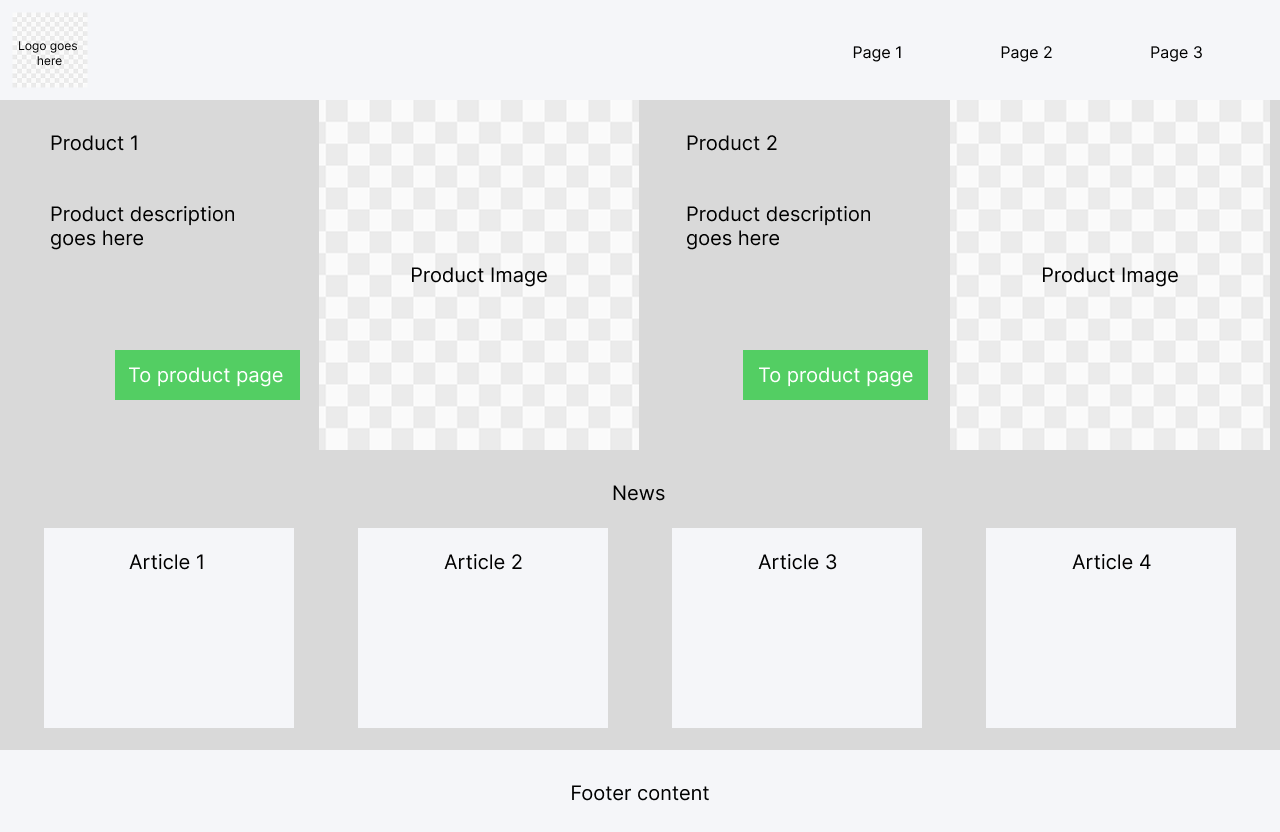 Logo goes
here
Page 1
Page 2
Page 3
Product 1
Product description
goes here
To product page
Product Image
Product 2
Product description
goes here
To product page
Product Image
News
Article 1
Article 2
Article 3
Article 4
Footer content